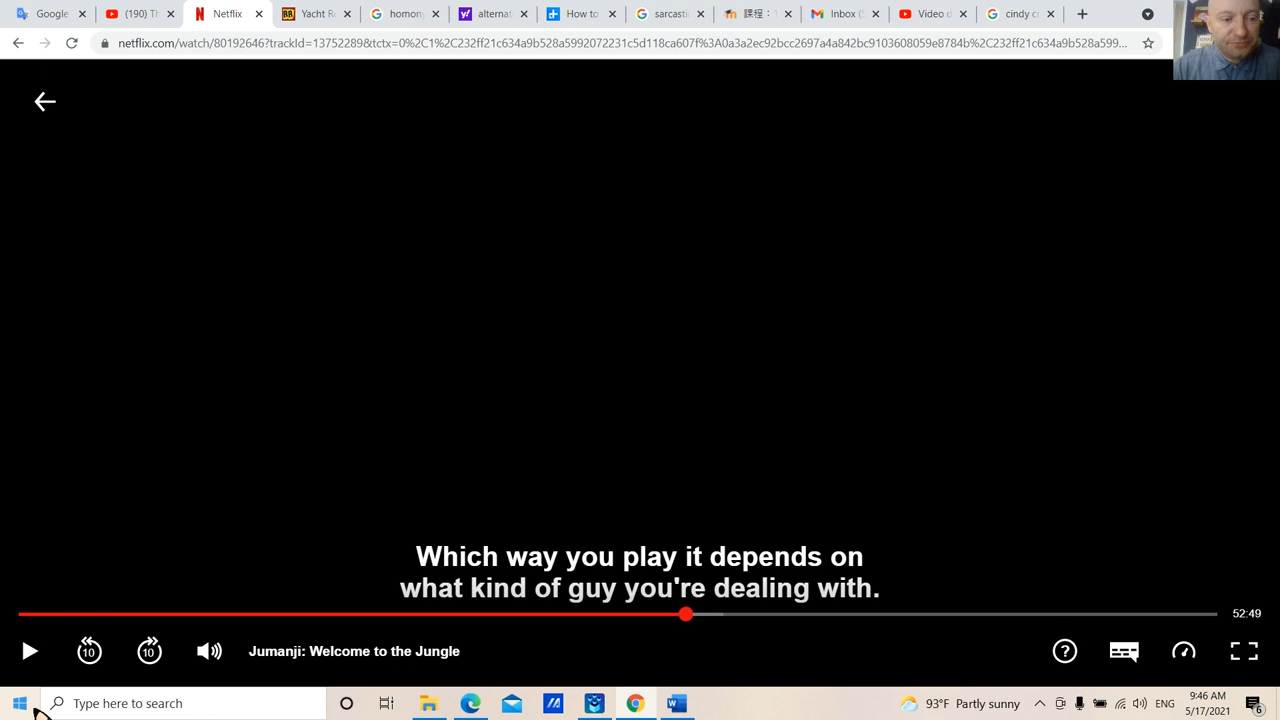 Google
(190) Th
Netflix
RR
Yacht R
homony
y!
alterna
How to
sarcasti
課程：T
Inbox (
Video d
cindy c
netflix.com/watch/80192646?trackId=13752289&tctx=0%2C1%2C232ff21c634a9b528a5992072231c5d118ca607f%3A0a3a2ec92bcc2697a4a842bc9103608059e8784b%2C232ff21c634a9b528a599...
Which way you play it depends on
what kind of guy you're dealing with.
52:49
10
10
Jumanji: Welcome to the Jungle
?
Type here to search
93°F Partly sunny
ENG
9:46 AM
5/17/2021
6